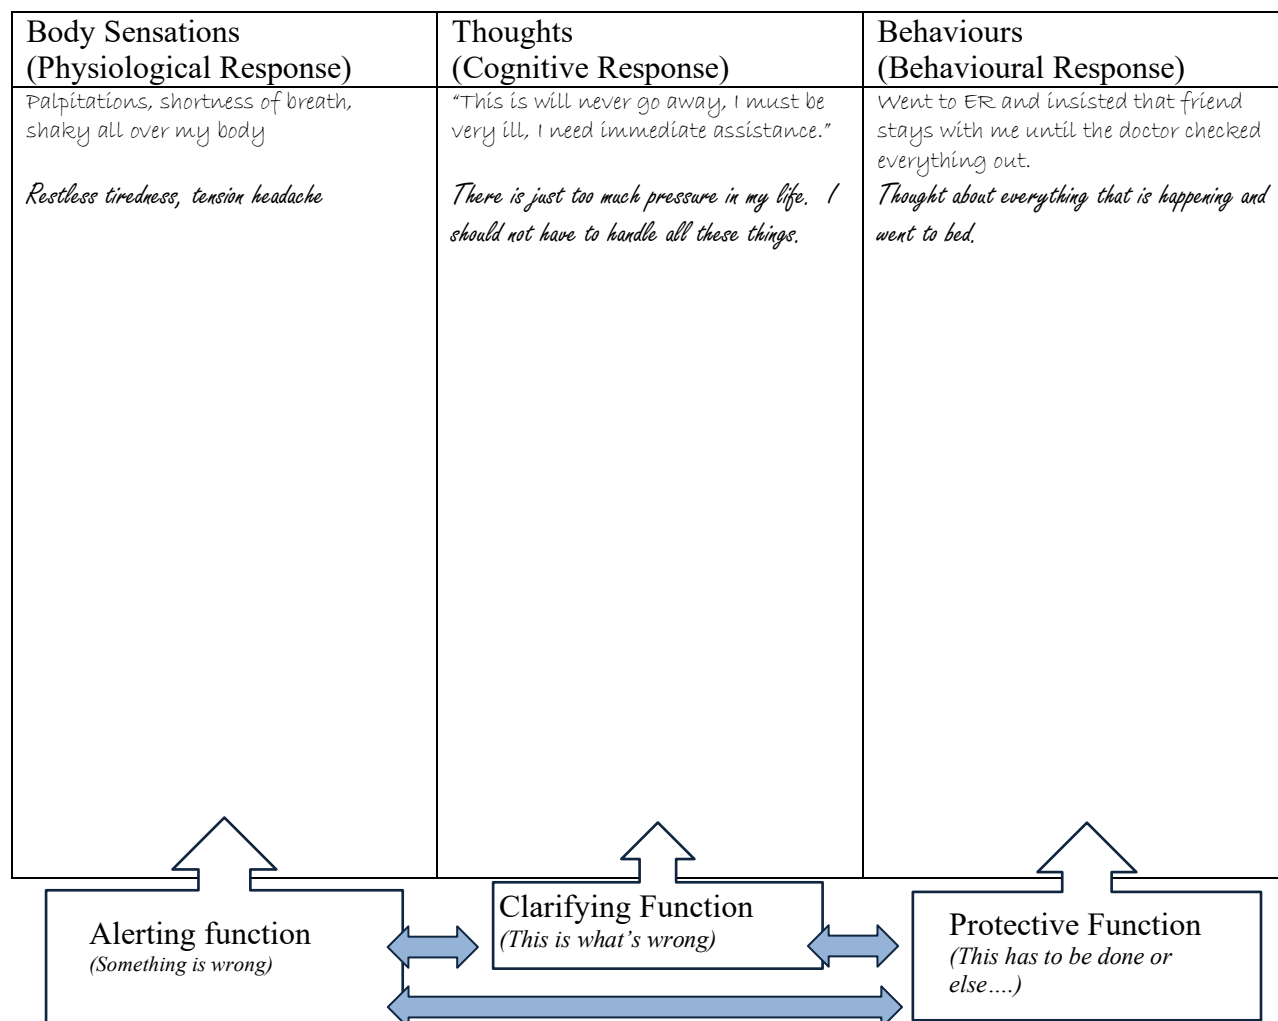 Body Sensations
(Physiological Response)
Thoughts
(Cognitive Response)
Behaviours
(Behavioural Response)
Palpitations, shortness of breath,
shaky all over my body
"This is will never go away, I must be
very ill, I need immediate assistance."
Went to ER and insisted that friend
stays with me until the doctor checked
everything out.
Restless tiredness, tension headache
There is just too much pressure in my life.  I
should not have to handle all these things.
Thought about everything that is happening and
went to bed.
Alerting function
(Something is wrong)
Clarifying Function
(This is what's wrong)
Protective Function
(This has to be done or
else….)